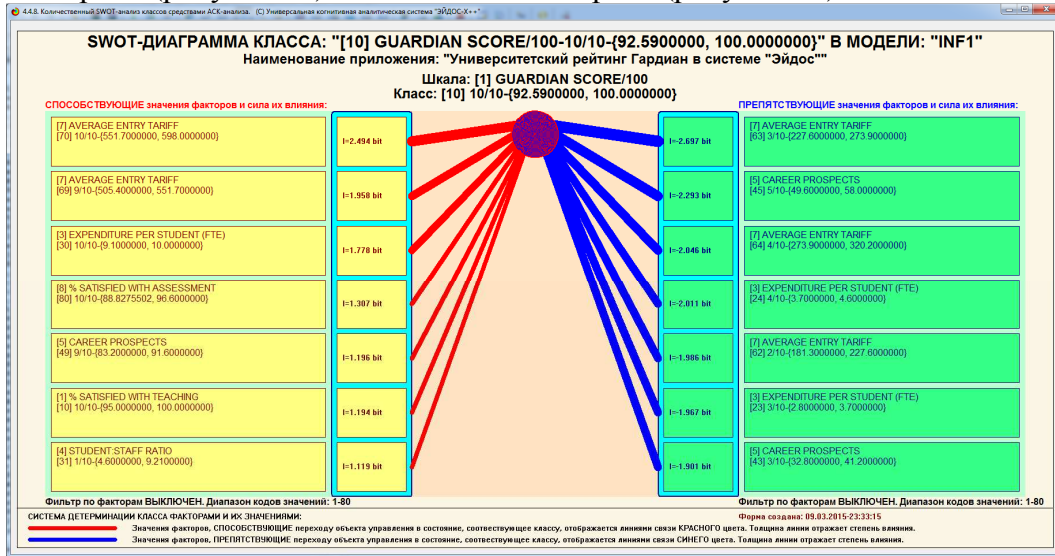 4.4.8. Количественный SWOT-анализ классов средствами АСК-анализа. (С) Универсальная когнитивная аналитическая система "ЭЙДОС-X++"
SWOT-ДИАГРАММА КЛАССА: "[10] GUARDIAN SCORE/100-10/10-{92.5900000, 100.0000000}" В МОДЕЛИ: "INF1"
Наименование приложения: "Университетский рейтинг Гардиан в системе "Эйдос""
Шкала: [1] GUARDIAN SCORE/100
Класс: [10] 10/10-{92.5900000, 100.0000000}
СПОСОБСТВУЮЩИЕ значения факторов и сила их влияния:
[7] AVERAGE ENTRY TARIFF
[70] 10/10-{551.7000000, 598.0000000}
I=2.494 bit
[7] AVERAGE ENTRY TARIFF
[69] 9/10-{505.4000000, 551.7000000}
I=1.958 bit
[3] EXPENDITURE PER STUDENT (FTE)
[30] 10/10-{9.1000000, 10.0000000}
I=1.778 bit
[8] % SATISFIED WITH ASSESSMENT
[80] 10/10-{88.8275502, 96.6000000}
I=1.307 bit
[5] CAREER PROSPECTS
[49] 9/10-{83.2000000, 91.6000000}
I=1.196 bit
[1] % SATISFIED WITH TEACHING
[10] 10/10-{95.0000000, 100.0000000}
I=1.194 bit
[4] STUDENT:STAFF RATIO
[31] 1/10-{4.6000000, 9.2100000}
I=1.119 bit
Фильтр по факторам ВЫКЛЮЧЕН. Диапазон кодов значений: 1-80
ПРЕПЯТСТВУЮЩИЕ значения факторов и сила их влияния:
I=-2.697 bit
[7] AVERAGE ENTRY TARIFF
[63] 3/10-{227.6000000, 273.9000000}
I=-2.293 bit
[5] CAREER PROSPECTS
[45] 5/10-{49.6000000, 58.0000000}
I=-2.046 bit
[7] AVERAGE ENTRY TARIFF
[64] 4/10-{273.9000000, 320.2000000}
I=-2.011 bit
[3] EXPENDITURE PER STUDENT (FTE)
[24] 4/10-{3.7000000, 4.6000000}
I=-1.986 bit
[7] AVERAGE ENTRY TARIFF
[62] 2/10-{181.3000000, 227.6000000}
I=-1.967 bit
[3] EXPENDITURE PER STUDENT (FTE)
[23] 3/10-{2.8000000, 3.7000000}
I=-1.901 bit
[5] CAREER PROSPECTS
[43] 3/10-{32.8000000, 41.2000000}
Фильтр по факторам ВЫКЛЮЧЕН. Диапазон кодов значений: 1-80
СИСТЕМА ДЕТЕРМИНАЦИИ КЛАССА ФАКТОРАМИ И ИХ ЗНАЧЕНИЯМИ:
Форма создана: 09.03.2015-23:33:15
Значения факторов, СПОСОБСТВУЮЩИЕ переходу объекта управления в состояние, соотвествующее классу, отображается линиями связи КРАСНОГО цвета. Толщина линии отражает степень влияния.
Значения факторов, ПРЕПЯТСТВУЮЩИЕ переходу объекта управления в состояние, соотвествующее классу, отображается линиями связи СИНЕГО цвета. Толщина линии отражает степень влияния.